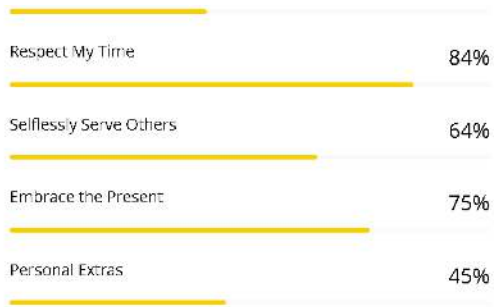 Respect My Time
84%
Selflessly Serve Others
64%
Embrace the Present
75%
Personal Extras
45%